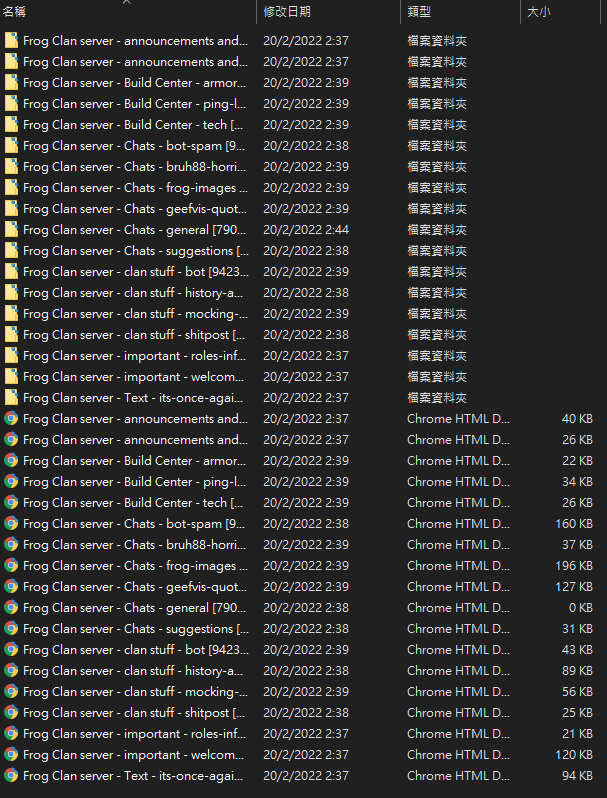 名稱 修改日期 類型 大小
Frog Clan server - announcements and... 20/2/2022 2:37 檔案資料夾
Frog Clan server - announcements and... 20/2/2022 2:37 檔案資料夾
Frog Clan server - Build Center - armor... 20/2/2022 2:39 檔案資料夾
Frog Clan server - Build Center - ping-l... 20/2/2022 2:39 檔案資料夾
Frog Clan server - Build Center - tech [... 20/2/2022 2:39 檔案資料夾
Frog Clan server - Chats - bot-spam [9... 20/2/2022 2:38 檔案資料夾
Frog Clan server - Chats - bruh88-horri... 20/2/2022 2:39 檔案資料夾
Frog Clan server - Chats - frog-images ... 20/2/2022 2:39 檔案資料夾
Frog Clan server - Chats - geefvis-quot... 20/2/2022 2:39 檔案資料夾
Frog Clan server - Chats - general [790... 20/2/2022 2:44 檔案資料夾
Frog Clan server - Chats - suggestions [... 20/2/2022 2:38 檔案資料夾
Frog Clan server - clan stuff - bot [9423... 20/2/2022 2:39 檔案資料夾
Frog Clan server - clan stuff - history-a... 20/2/2022 2:38 檔案資料夾
Frog Clan server - clan stuff - mocking-... 20/2/2022 2:39 檔案資料夾
Frog Clan server - clan stuff - shitpost [... 20/2/2022 2:38 檔案資料夾
Frog Clan server - important - roles-inf... 20/2/2022 2:37 檔案資料夾
Frog Clan server - important - welcom... 20/2/2022 2:37 檔案資料夾
Frog Clan server - Text - its-once-agai... 20/2/2022 2:37 檔案資料夾
Frog Clan server - announcements and... 20/2/2022 2:37 Chrome HTML D... 40 KB
Frog Clan server - announcements and... 20/2/2022 2:37 Chrome HTML D... 26 KB
Frog Clan server - Build Center - armor... 20/2/2022 2:39 Chrome HTML D... 22 KB
Frog Clan server - Build Center - ping-l... 20/2/2022 2:39 Chrome HTML D... 34 KB
Frog Clan server - Build Center - tech [... 20/2/2022 2:39 Chrome HTML D... 26 KB
Frog Clan server - Chats - bot-spam [9... 20/2/2022 2:38 Chrome HTML D... 160 KB
Frog Clan server - Chats - bruh88-horri... 20/2/2022 2:39 Chrome HTML D... 37 KB
Frog Clan server - Chats - frog-images ... 20/2/2022 2:39 Chrome HTML D... 196 KB
Frog Clan server - Chats - geefvis-quot... 20/2/2022 2:39 Chrome HTML D... 127 KB
Frog Clan server - Chats - general [790... 20/2/2022 2:38 Chrome HTML D... 0 KB
Frog Clan server - Chats - suggestions [... 20/2/2022 2:38 Chrome HTML D... 31 KB
Frog Clan server - clan stuff - bot [9423... 20/2/2022 2:39 Chrome HTML D... 43 KB
Frog Clan server - clan stuff - history-a... 20/2/2022 2:38 Chrome HTML D... 89 KB
Frog Clan server - clan stuff - mocking-... 20/2/2022 2:39 Chrome HTML D... 56 KB
Frog Clan server - clan stuff - shitpost [... 20/2/2022 2:38 Chrome HTML D... 25 KB
Frog Clan server - important - roles-inf... 20/2/2022 2:37 Chrome HTML D... 21 KB
Frog Clan server - important - welcom... 20/2/2022 2:37 Chrome HTML D... 120 KB
Frog Clan server - Text - its-once-agai... 20/2/2022 2:37 Chrome HTML D... 94 KB